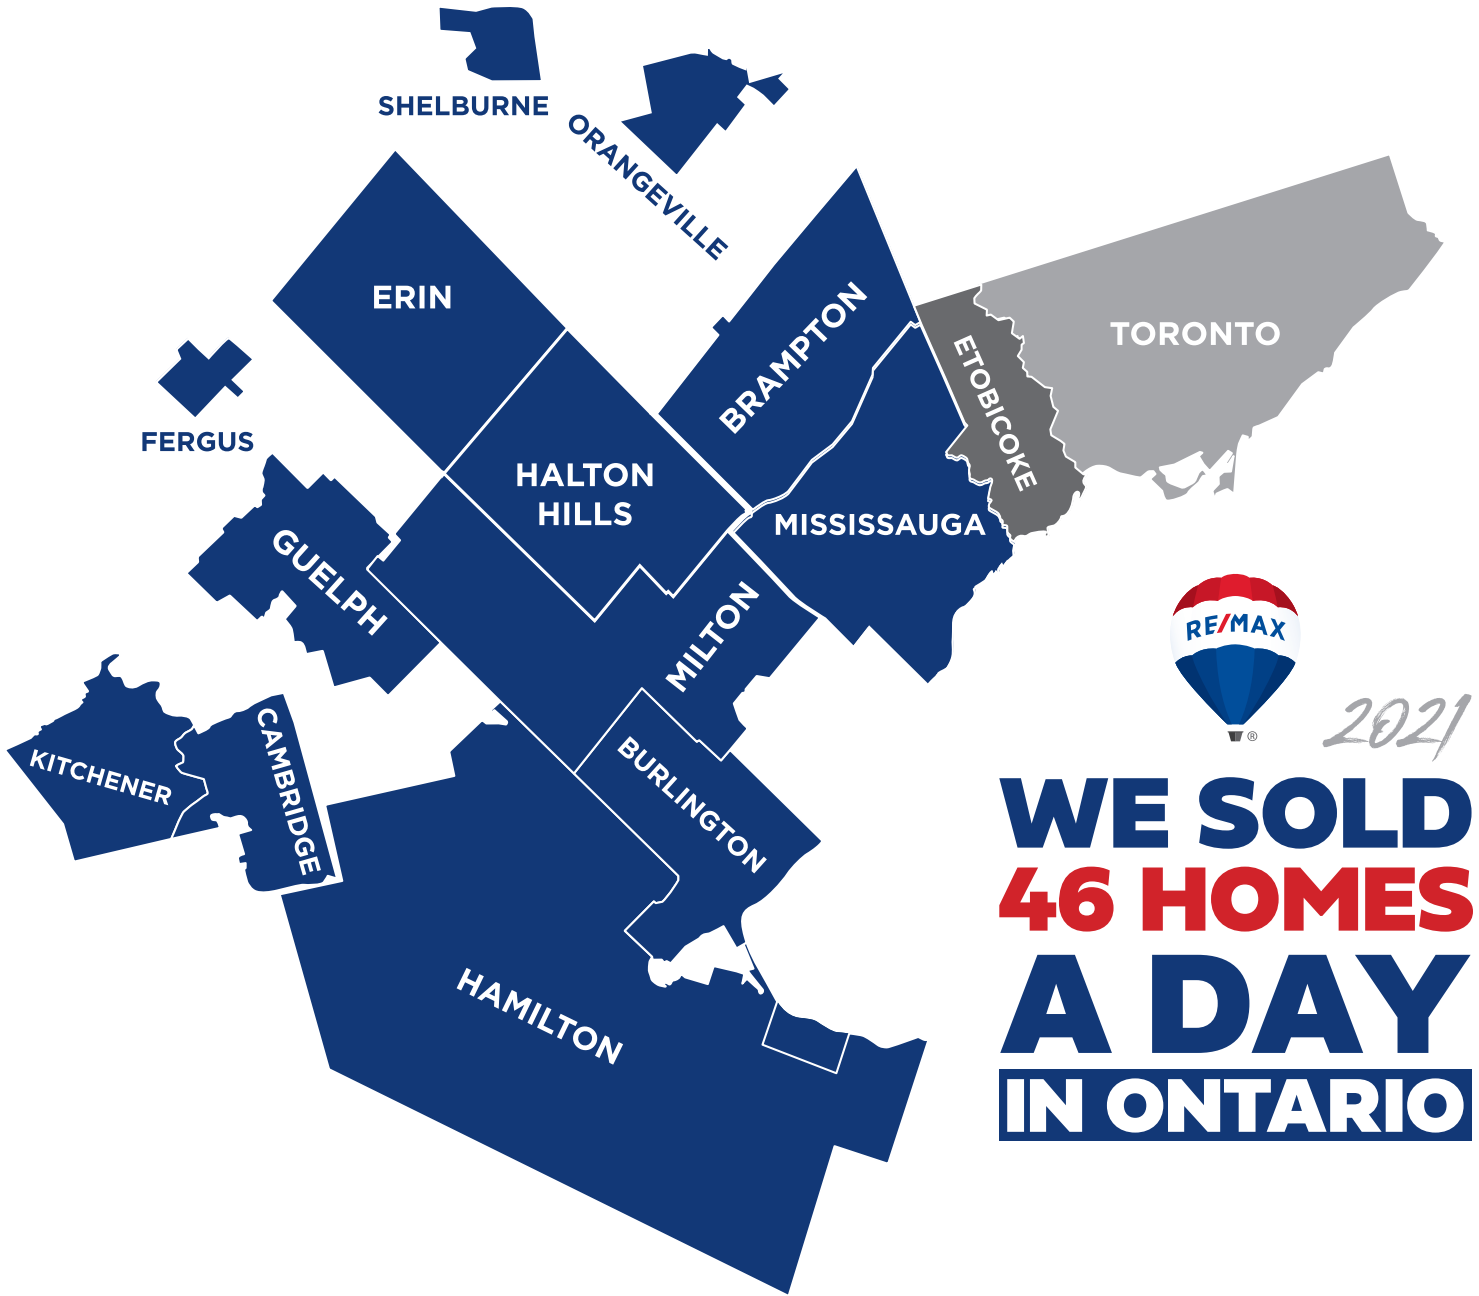 SHELBURNE
ORANGEVILLE
ERIN
BRAMPTON
ETOBICOKE
TORONTO
FERGUS
HALTON
HILLS
MISSISSAUGA
GUELPH
MILTON
RE/MAX
®
2021
KITCHENER
CAMBRIDGE
BURLINGTON
HAMILTON
WE SOLD
46 HOMES
A DAY
IN ONTARIO